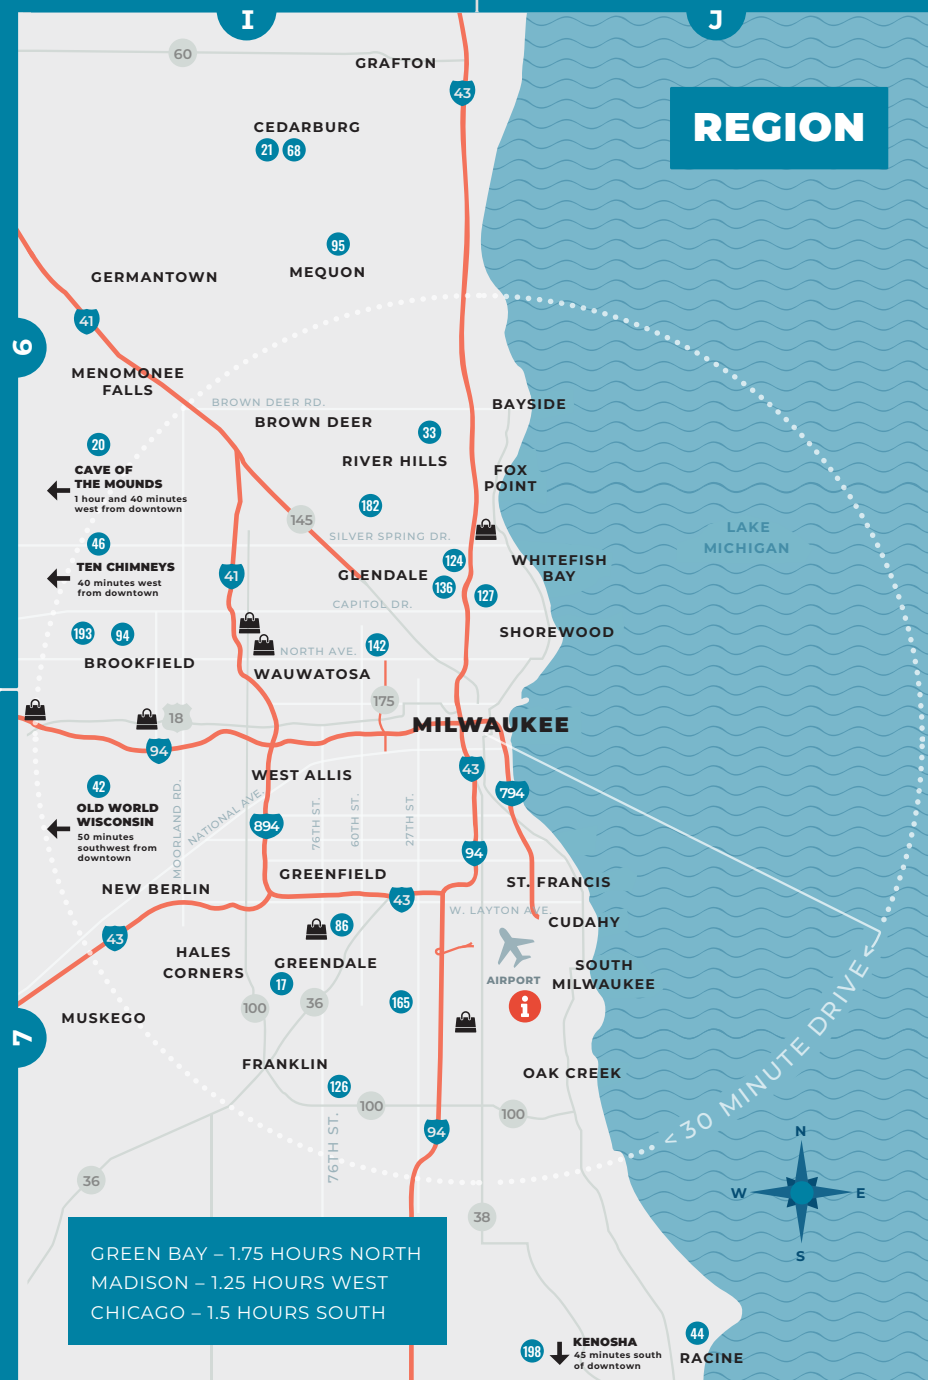 I
J
60
GRAFTON
43
REGION
CEDARBURG
21 68
95
MEQUON
GERMANTOWN
41
6
MENOMONEE
FALLS
BROWN DEER RD.
BAYSIDE
BROWN DEER
33
20
RIVER HILLS
CAVE OF
THE MOUNDS
1 hour and 40 minutes
west from downtown
FOX
POINT
182
145
LAKE
MICHIGAN
SILVER SPRING DR.
46
TEN CHIMNEYS
40 minutes west
from downtown
124
WHITEFISH
BAY
41
GLENDALE
136
127
CAPITOL DR.
193 94
SHOREWOOD
142
NORTH AVE.
BROOKFIELD
WAUWATOSA
175
18
MILWAUKEE
94
43
WEST ALLIS
42
OLD WORLD
WISCONSIN
50 minutes
southwest from
downtown
MOORLAND RD.
NATIONAL AVE.
76TH ST.
60TH ST.
27TH ST.
794
894
94
GREENFIELD
ST. FRANCIS
NEW BERLIN
43
W. LAYTON AVE.
CUDAHY
86
43
HALES
CORNERS
GREENDALE
SOUTH
MILWAUKEE
AIRPORT
17
i
100
36
165
MUSKEGO
7
FRANKLIN
OAK CREEK
126
100
100
< 30 MINUTE DRIVE <
94
76TH ST.
N
W
E
S
36
38
GREEN BAY – 1.75 HOURS NORTH
MADISON – 1.25 HOURS WEST
CHICAGO – 1.5 HOURS SOUTH
198
KENOSHA
45 minutes south
of downtown
44
RACINE